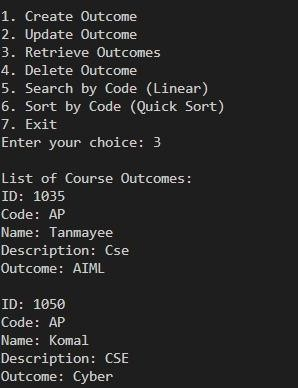 1. Create Outcome
2. Update Outcome
3. Retrieve Outcomes
4. Delete Outcome
5. Search by Code (Linear)
6. Sort by Code (Quick Sort)
7. Exit
Enter your choice: 3

List of Course Outcomes:
ID: 1035
Code: AP
Name: Tanmayee
Description: Cse
Outcome: AIML

ID: 1050
Code: AP
Name: Komal
Description: CSE
Outcome: Cyber